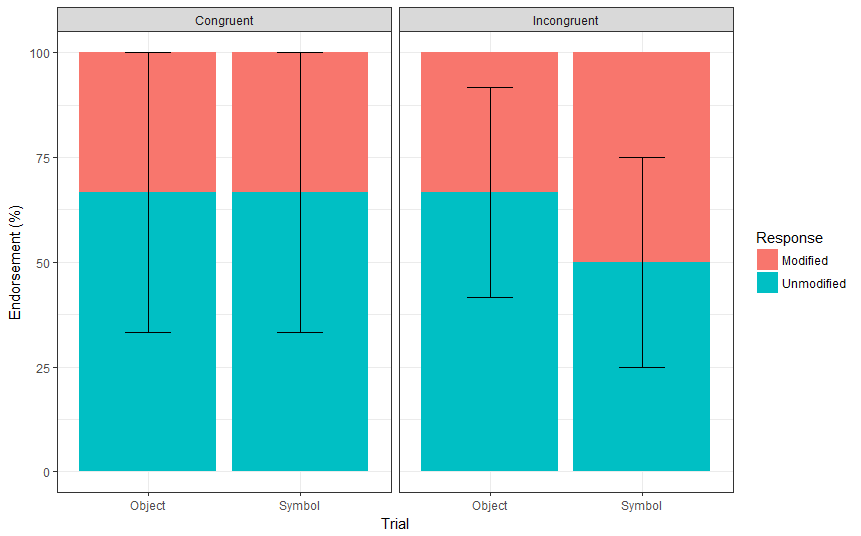 Congruent
Incongruent
Endorsement (%)
100
75
50
25
0
Object
Symbol
Object
Symbol
Trial
Response
Modified
Unmodified